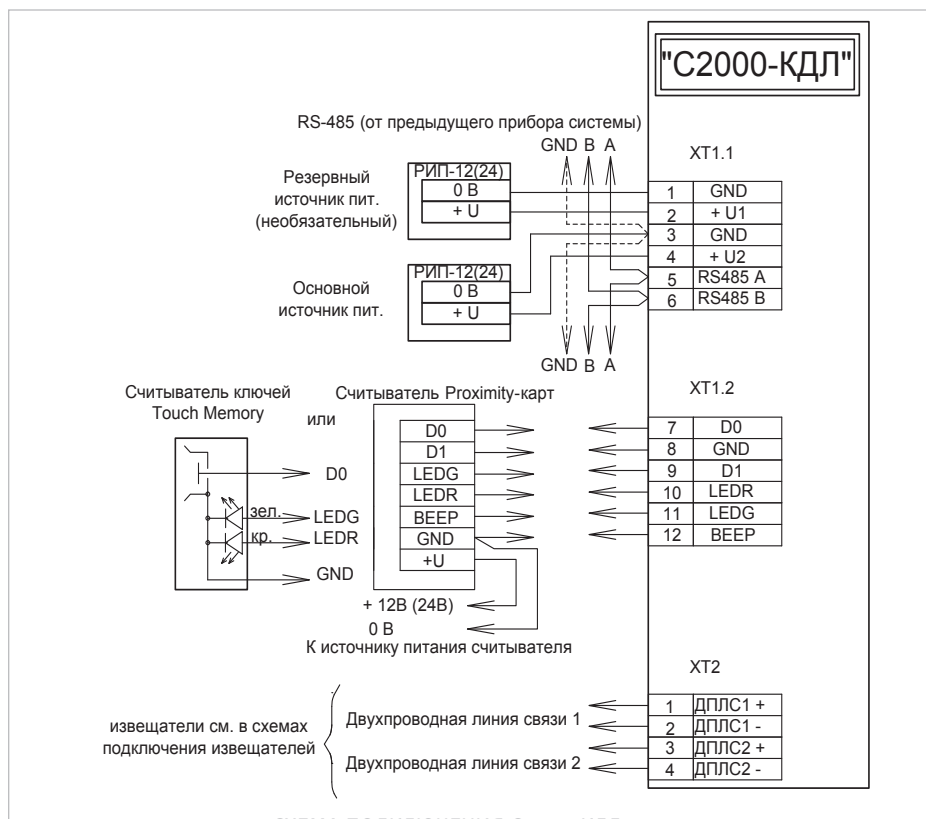 "С2000-КДЛ"
RS-485 (от предыдущего прибора системы)
GND B A
XT1.1
Резервный
источник пит.
(необязательный)
РИП-12(24)
0 В
+ U
1 GND
2 + U1
3 GND
4 + U2
5 RS485 A
6 RS485 B
Основной
источник пит.
РИП-12(24)
0 В
+ U
GND B A
XT1.2
Считыватель ключей
Touch Memory
или
Считыватель Proximity-карт
D0
зел.
LEDG
кр.
LEDR
GND
D0
D1
LEDG
LEDR
BEEP
GND
+U
7 D0
8 GND
9 D1
10 LEDR
11 LEDG
12 BEEP
+ 12В (24В)
0 В
К источнику питания считывателя
XT2
извещатели см. в схемах
подключения извещателей
Двухпроводная линия связи 1
Двухпроводная линия связи 2
1 ДПЛС1 +
2 ДПЛС1 -
3 ДПЛС2 +
4 ДПЛС2 -